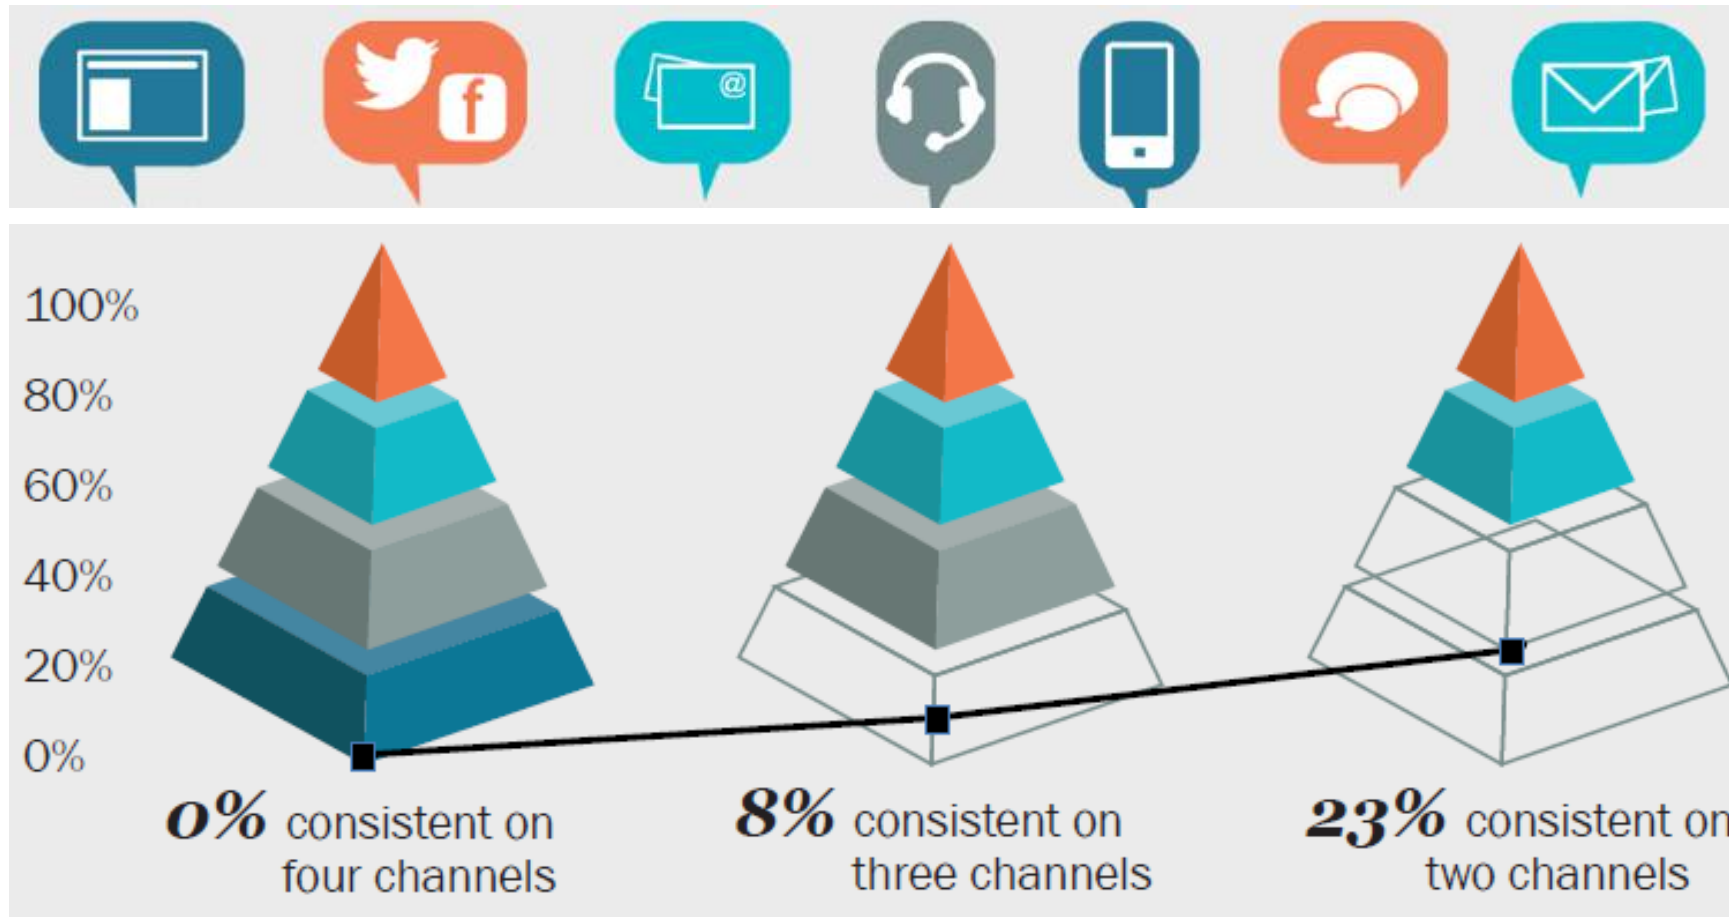 f
@
100%
80%
60%
40%
20%
0%
0% consistent on
four channels
8% consistent on
three channels
23% consistent on
two channels